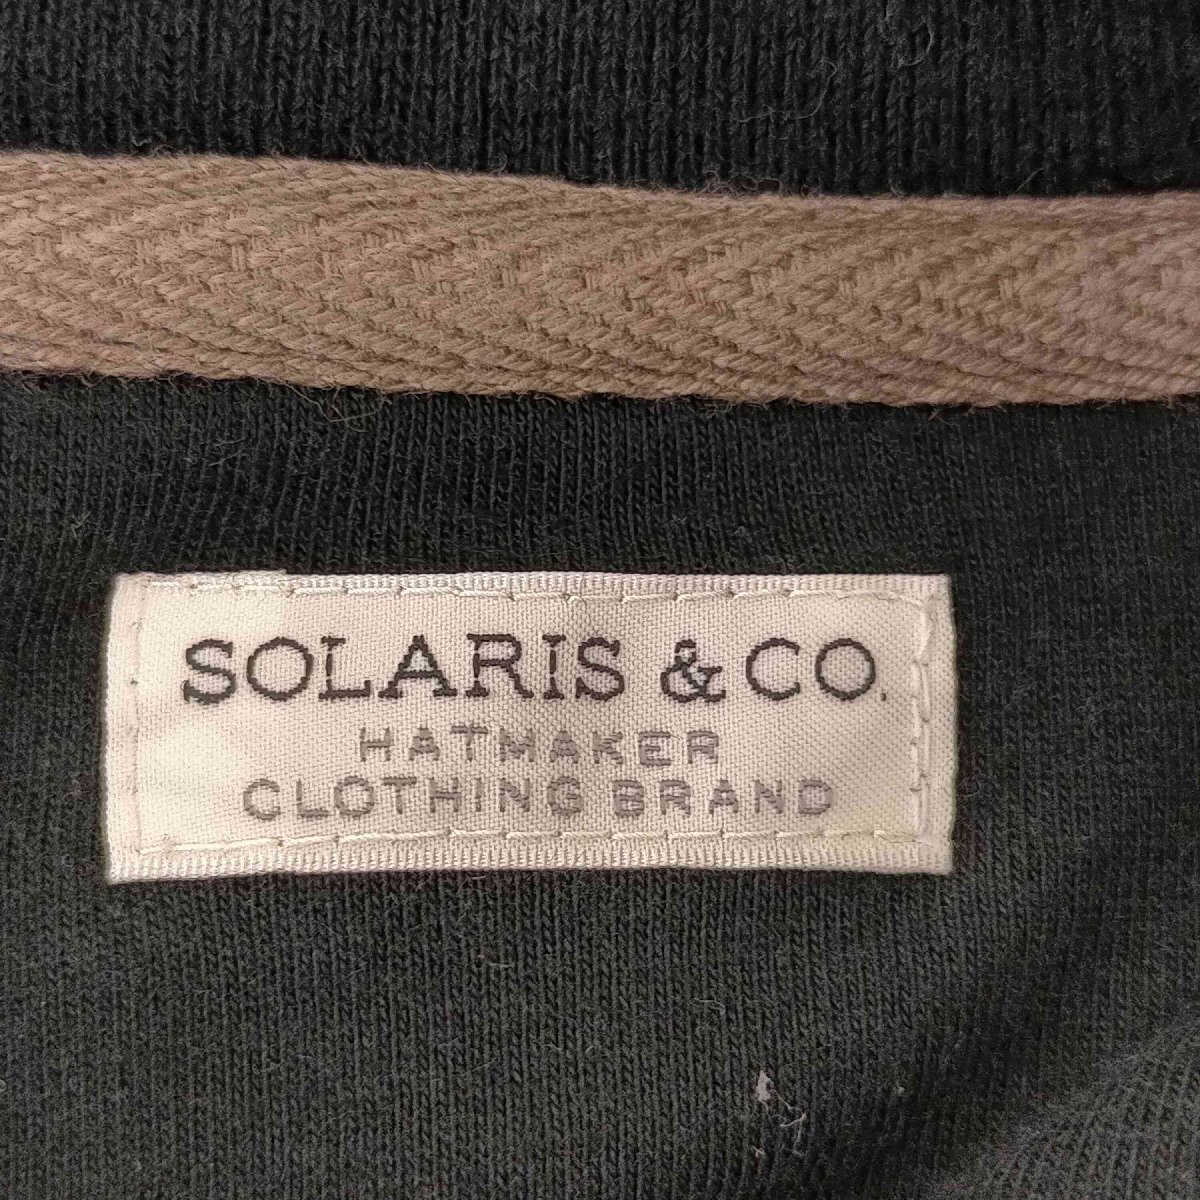 SOLARIS & CO.
HATMAKER
CLOTHING BRAND